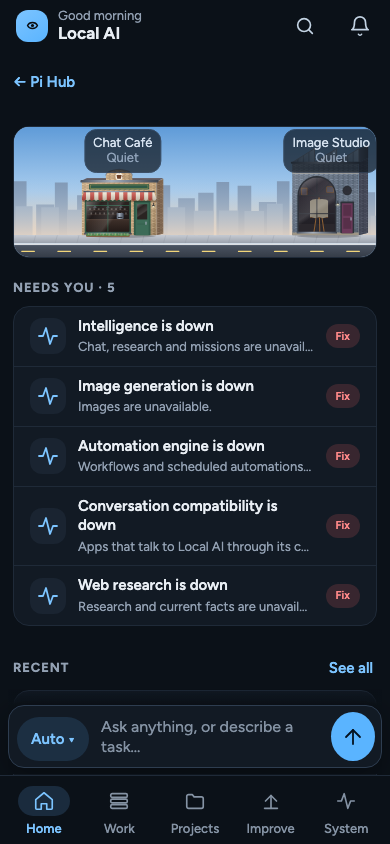 Good morning
Local AI
← Pi Hub
Chat Café
Quiet
Image Studio
Quiet
NEEDS YOU · 5
Intelligence is down
Chat, research and missions are unavail...
Fix
Image generation is down
Images are unavailable.
Fix
Automation engine is down
Workflows and scheduled automations...
Fix
Conversation compatibility is
down
Apps that talk to Local AI through its c...
Fix
Web research is down
Research and current facts are unavail...
Fix
RECENT
See all
Auto ▾
Ask anything, or describe a
task...
Home
Work
Projects
Improve
System